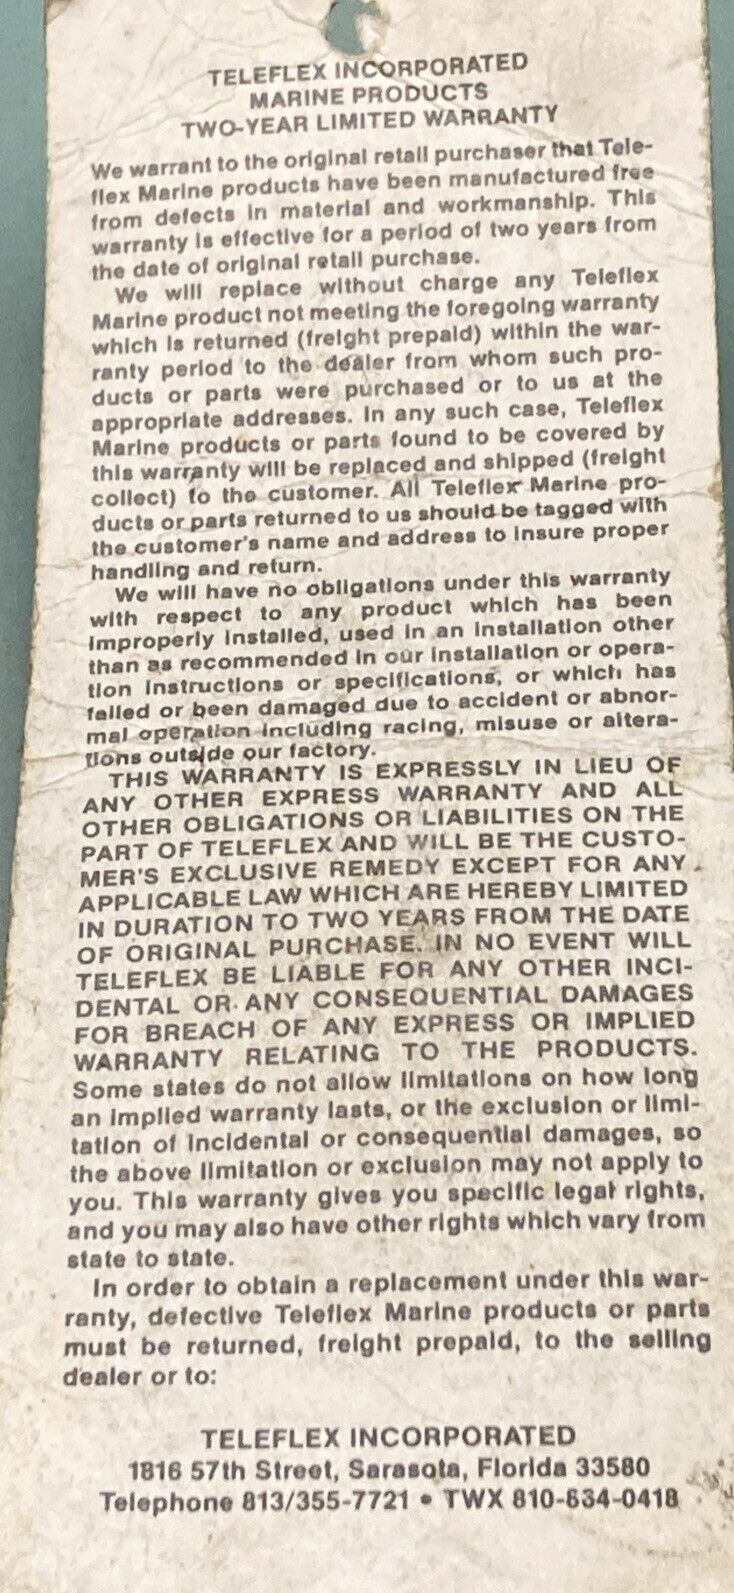 TELEFLEX INCORPORATED
MARINE PRODUCTS
TWO-YEAR LIMITED WARRANTY
We warrant to the original retail purchaser that Tele-
flex Marine products have been manufactured free
from defects in material and workmanship. This
warranty is effective for a period of two years from
the date of original retail purchase.
We will replace without charge any Teleflex
Marine product not meeting the foregoing warranty
which is returned (freight prepaid) within the war-
ranty period to the dealer from whom such pro-
ducts or parts were purchased or to us at the
appropriate addresses. In any such case, Teleflex
Marine products or parts found to be covered by
this warranty will be replaced and shipped (freight
collect) to the customer. All Teleflex Marine pro-
ducts or parts returned to us should be tagged with
the customer's name and address to insure proper
handling and return.
We will have no obligations under this warranty
with respect to any product which has been
improperly installed, used in an installation other
than as recommended in our installation or opera-
tion instructions or specifications, or which has
failed or been damaged due to accident or abnor-
mal operation including racing, misuse or altera-
tions outside our factory.
THIS WARRANTY IS EXPRESSLY IN LIEU OF
ANY OTHER EXPRESS WARRANTY AND ALL
OTHER OBLIGATIONS OR LIABILITIES ON THE
PART OF TELEFLEX AND WILL BE THE CUSTO-
MER'S EXCLUSIVE REMEDY EXCEPT FOR ANY
APPLICABLE LAW WHICH ARE HEREBY LIMITED
IN DURATION TO TWO YEARS FROM THE DATE
OF ORIGINAL PURCHASE. IN NO EVENT WILL
TELEFLEX BE LIABLE FOR ANY OTHER INCI-
DENTAL OR ANY CONSEQUENTIAL DAMAGES
FOR BREACH OF ANY EXPRESS OR IMPLIED
WARRANTY RELATING TO THE PRODUCTS.
Some states do not allow limitations on how long
an implied warranty lasts, or the exclusion or limi-
tation of incidental or consequential damages, so
the above limitation or exclusion may not apply to
you. This warranty gives you specific legal rights,
and you may also have other rights which vary from
state to state.
In order to obtain a replacement under this war-
ranty, defective Teleflex Marine products or parts
must be returned, freight prepaid, to the selling
dealer or to:
TELEFLEX INCORPORATED
1816 57th Street, Sarasota, Florida 33580
Telephone 813/355-7721 • TWX 810-634-0418